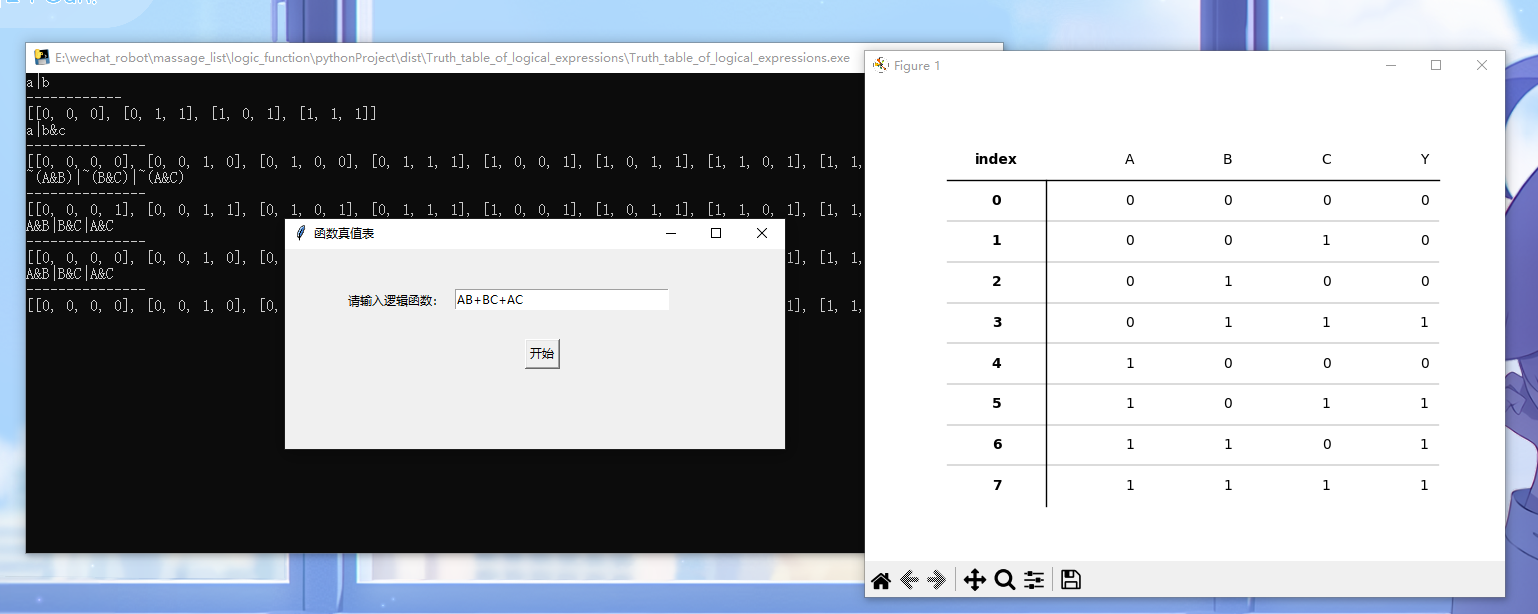 E:\wechat_robot\massage_list\logic_function\pythonProject\dist\Truth_table_of_logical_expressions\Truth_table_of_logical_expressions.exe
a|b
------------
[[0, 0, 0], [0, 1, 1], [1, 0, 1], [1, 1, 1]]
a|b&c
---------------
[[0, 0, 0, 0], [0, 0, 1, 0], [0, 1, 0, 0], [0, 1, 1, 1], [1, 0, 0, 1], [1, 0, 1, 1], [1, 1, 0, 1], [1, 1,
~(A&B)|~(B&C)|~(A&C)
---------------
[[0, 0, 0, 1], [0, 0, 1, 1], [0, 1, 0, 1], [0, 1, 1, 1], [1, 0, 0, 1], [1, 0, 1, 1], [1, 1, 0, 1], [1, 1,
A&B|B&C|A&C
---------------
[[0, 0, 0, 0], [0, 0, 1, 0], [0, 1], [1, 1,
A&B|B&C|A&C
---------------
[[0, 0, 0, 0], [0, 0, 1, 0], [0, 1], [1, 1,
函数真值表
请输入逻辑函数： AB+BC+AC
开始
Figure 1
index A B C Y
0 0 0 0 0
1 0 0 1 0
2 0 1 0 0
3 0 1 1 1
4 1 0 0 0
5 1 0 1 1
6 1 1 0 1
7 1 1 1 1